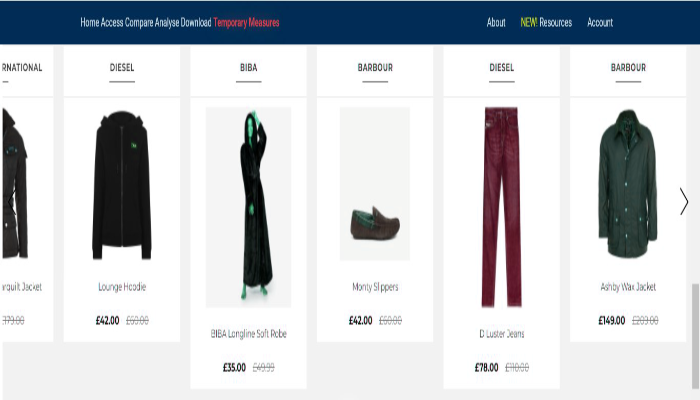 Home Access Compare Analyse Download Temporary Measures
About NEW! Resources Account
RNATIONAL
DIESEL
BIBA
BARBOUR
DIESEL
BARBOUR
rquilt Jacket
379.00
Lounge Hoodie
£42.00 £60.00
BIBA Longline Soft Robe
£35.00 £49.99
Monty Slippers
£42.00 £60.00
D Luster Jeans
£78.00 £110.00
Ashby Wax Jacket
£149.00 £209.00